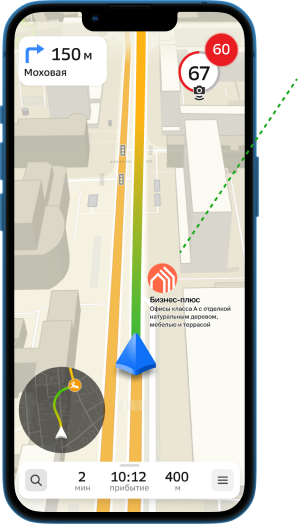 150 м
Моховая
60
67
Бизнес-плюс
Офисы класса А с отделкой
натуральным деревом,
мебелью и террасой
2 10:12 400
мин прибытие м